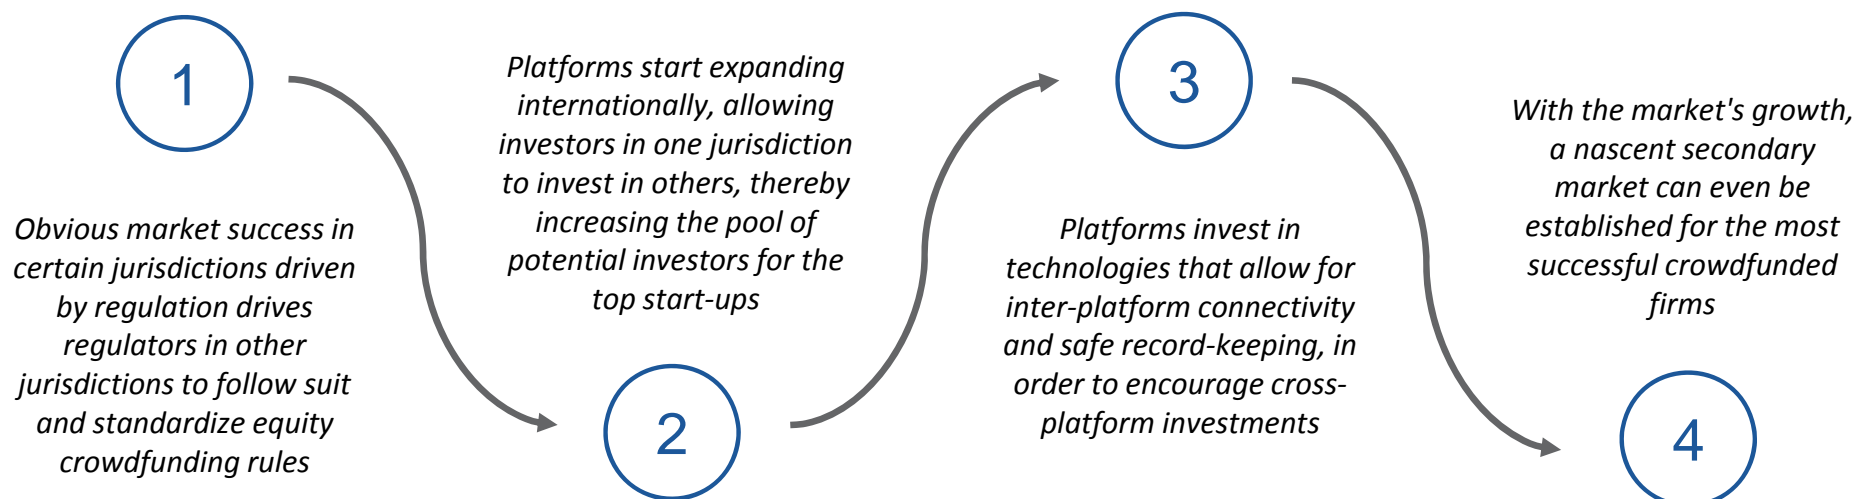 1
Obvious market success in
certain jurisdictions driven
by regulation drives
regulators in other
jurisdictions to follow suit
and standardize equity
crowdfunding rules
Platforms start expanding
internationally, allowing
investors in one jurisdiction
to invest in others, thereby
increasing the pool of
potential investors for the
top start-ups
2
3
Platforms invest in
technologies that allow for
inter-platform connectivity
and safe record-keeping, in
order to encourage cross-
platform investments
With the market's growth,
a nascent secondary
market can even be
established for the most
successful crowdfunded
firms
4